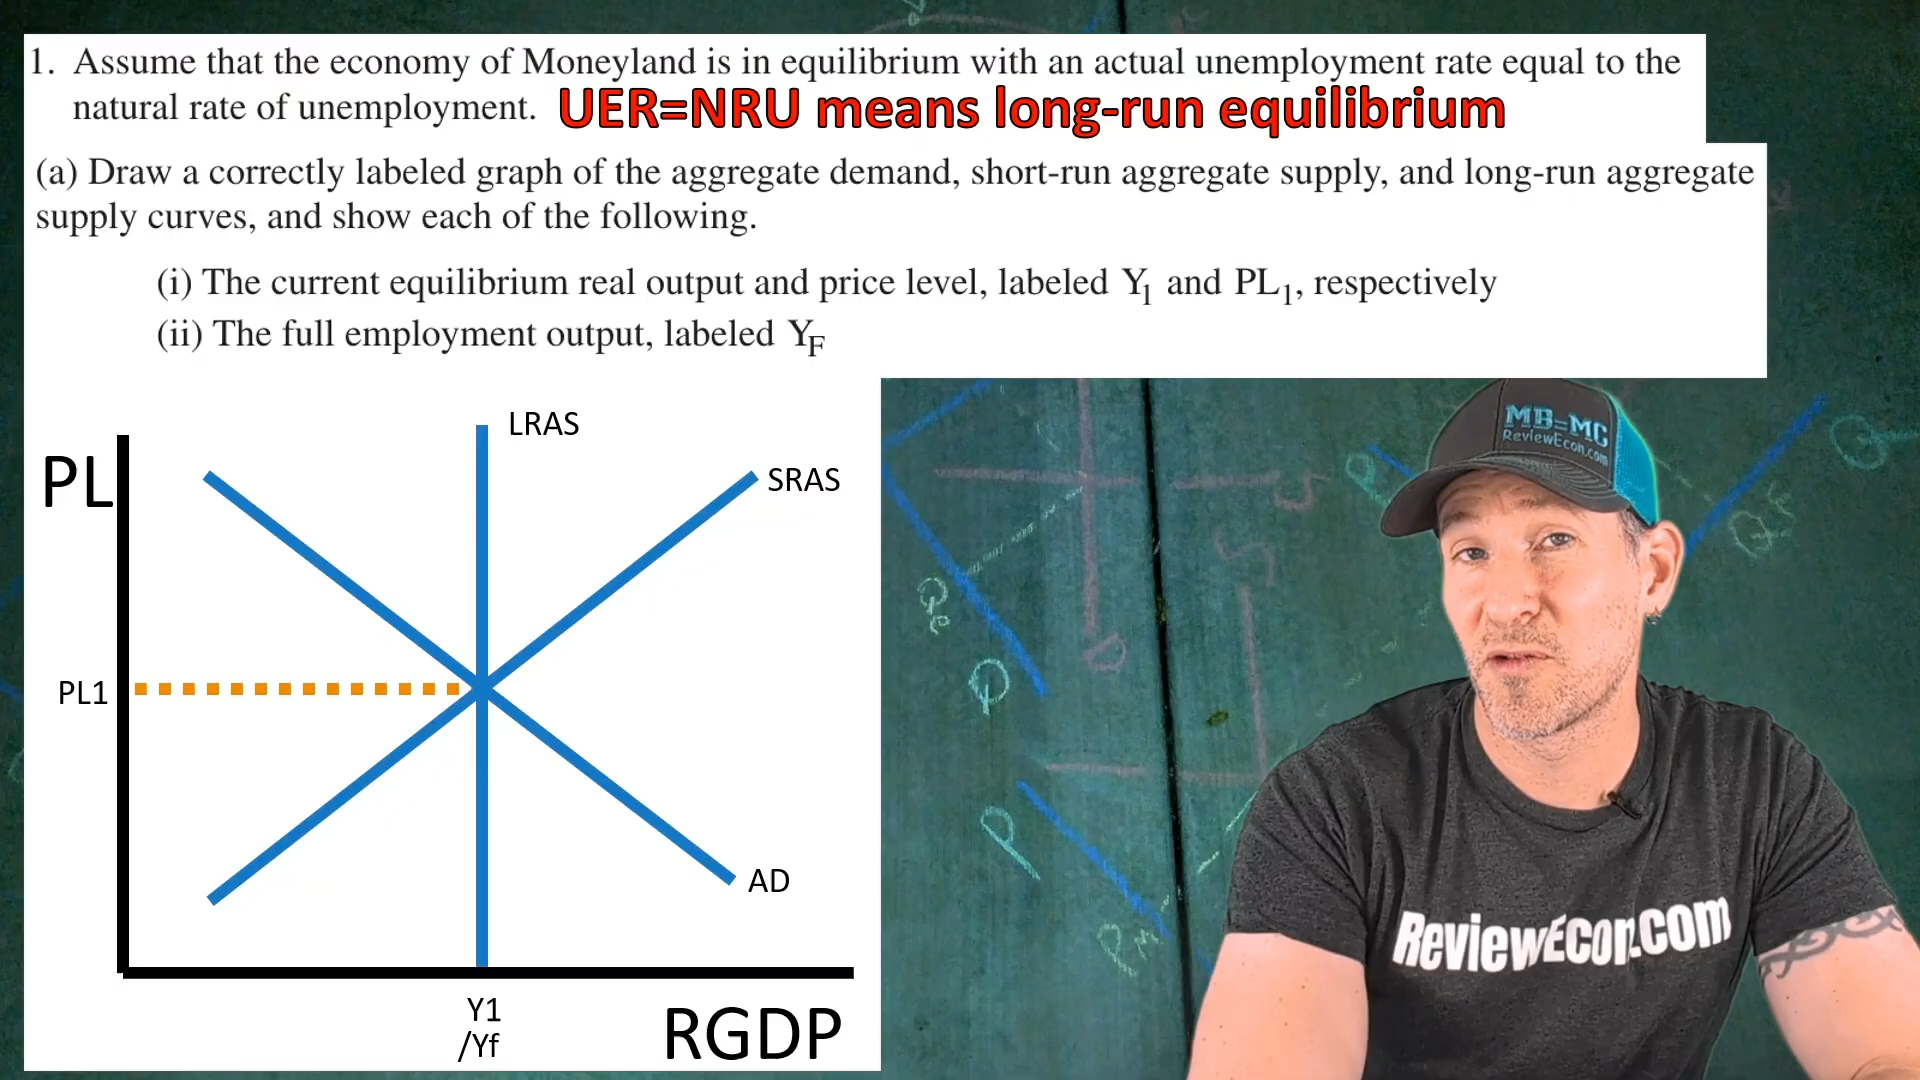 1. Assume that the economy of Moneyland is in equilibrium with an actual unemployment rate equal to the
natural rate of unemployment. UER=NRU means long-run equilibrium
(a) Draw a correctly labeled graph of the aggregate demand, short-run aggregate supply, and long-run aggregate
supply curves, and show each of the following.
(i) The current equilibrium real output and price level, labeled Y1 and PL1, respectively
(ii) The full employment output, labeled YF
LRAS
PL
SRAS
PL1
AD
Y1
/Yf
RGDP
MB=MC
ReviewEcon.com
ReviewEcon.com
Qe
Q
D
S
P